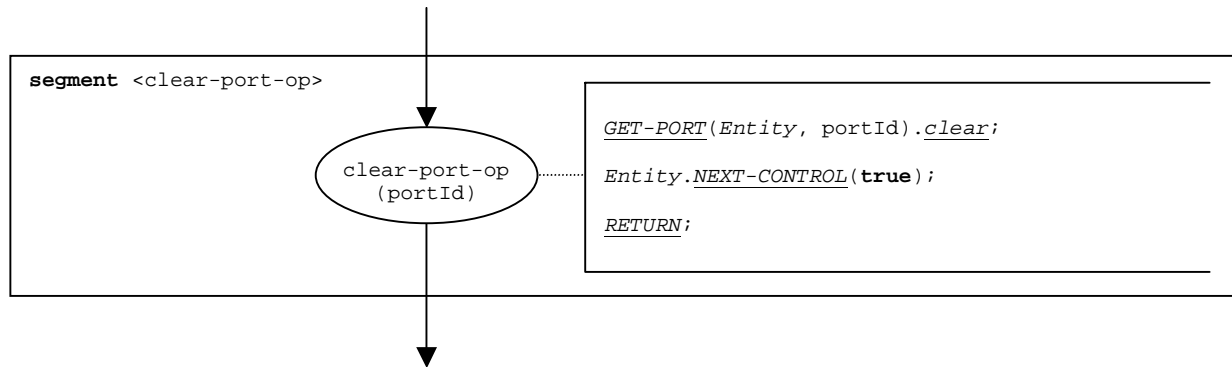 segment <clear-port-op>
clear-port-op
(portId)
GET-PORT(Entity, portId).clear;
Entity.NEXT-CONTROL(true);
RETURN;